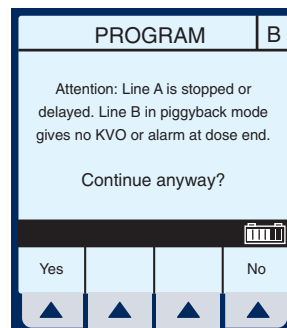 PROGRAM B
Attention: Line A is stopped or
delayed. Line B in piggyback mode
gives no KVO or alarm at dose end.
Continue anyway?
Yes No